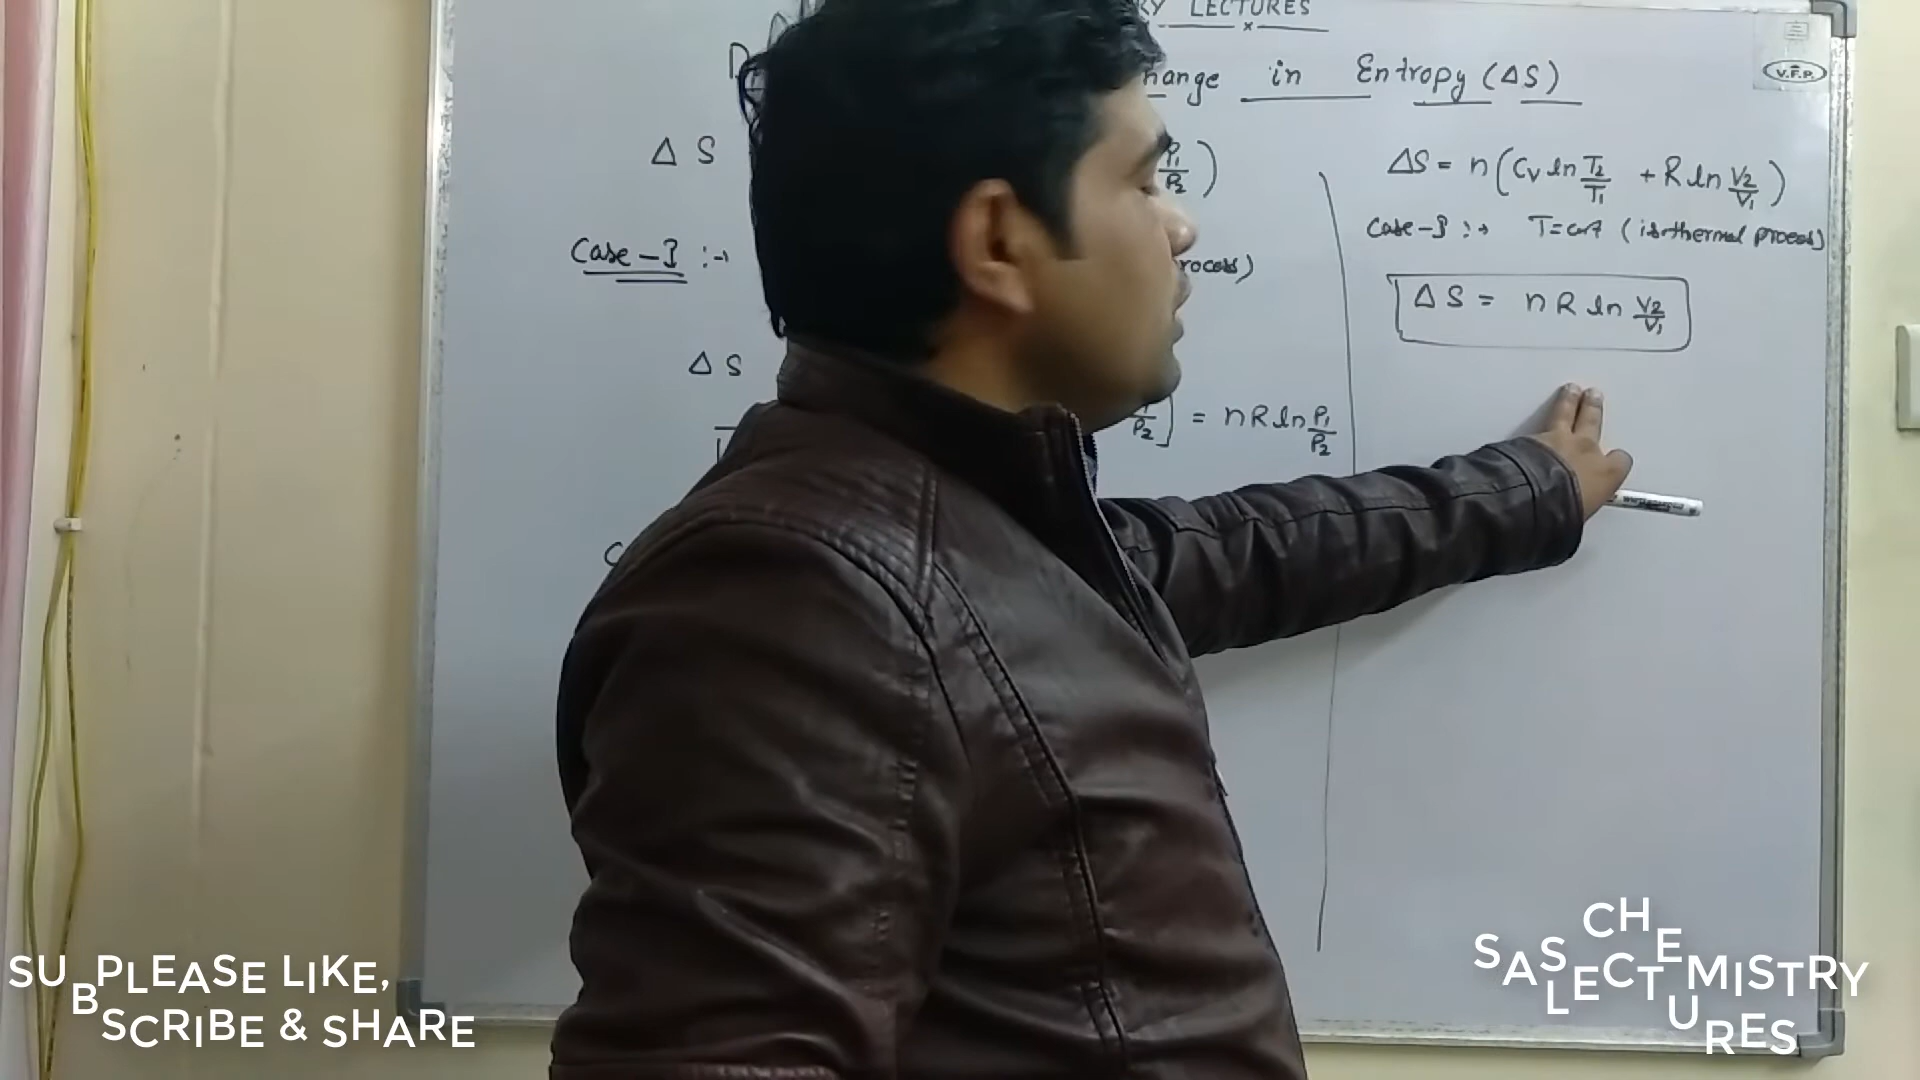 RY LECTURES
hange in Entropy (ΔS)
V.F.P.
ΔS P₁/P₂ )
Case-I :→ rocess)
ΔS
P₂ ] = nR ln P₁/P₂
ΔS = n(Cv ln T₂/T₁ + R ln V₂/V₁)
Case-I :→ T=const (isothermal process)
ΔS = nR ln V₂/V₁
PLEASE LIKE,
SUBSCRIBE & SHARE
SAS CHEMISTRY
LECTURES